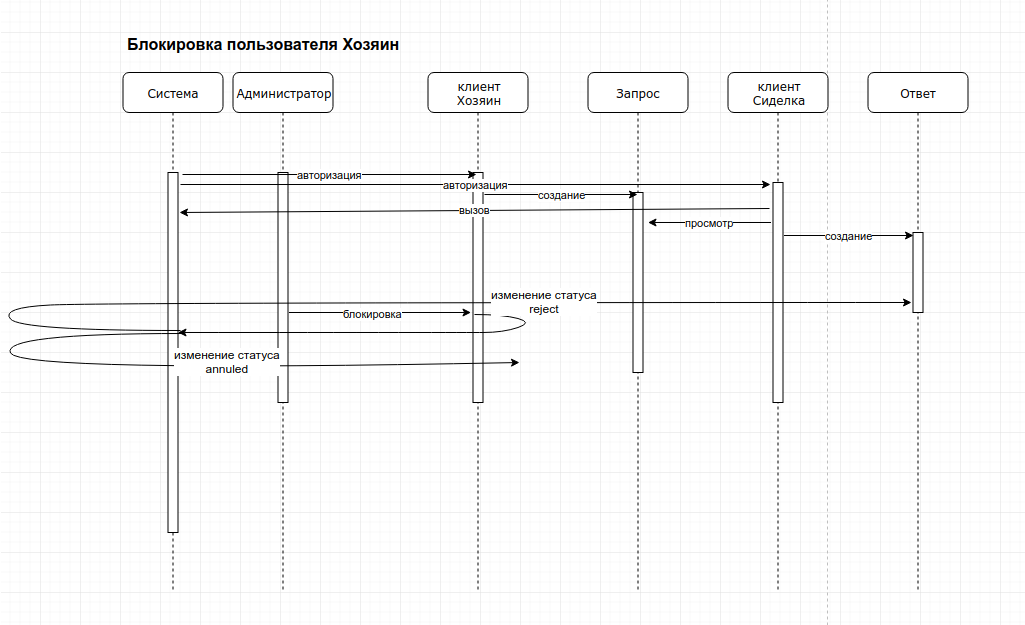 Блокировка пользователя Хозяин
Система
Администратор
клиент
Хозяин
Запрос
клиент
Сиделка
Ответ
авторизация
авторизация
создание
вызов
просмотр
создание
изменение статуса
reject
блокировка
изменение статуса
annuled